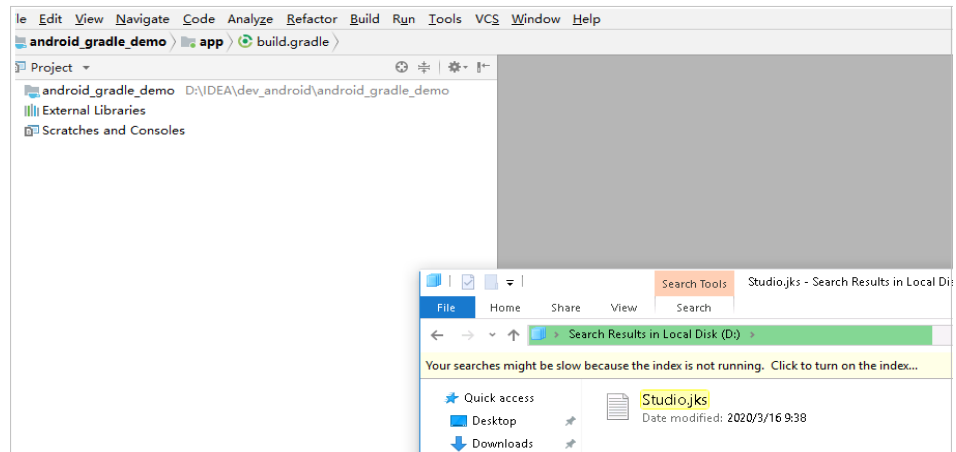 le Edit View Navigate Code Analyze Refactor Build Run Tools VCS Window Help
android_gradle_demo app build.gradle
Project
android_gradle_demo D:\IDEA\dev_android\android_gradle_demo
External Libraries
Scratches and Consoles
Search Tools Studio.jks - Search Results in Local Di
File Home Share View Search
Search Results in Local Disk (D:)
Your searches might be slow because the index is not running. Click to turn on the index...
Quick access
Desktop
Downloads
Studio.jks
Date modified: 2020/3/16 9:38